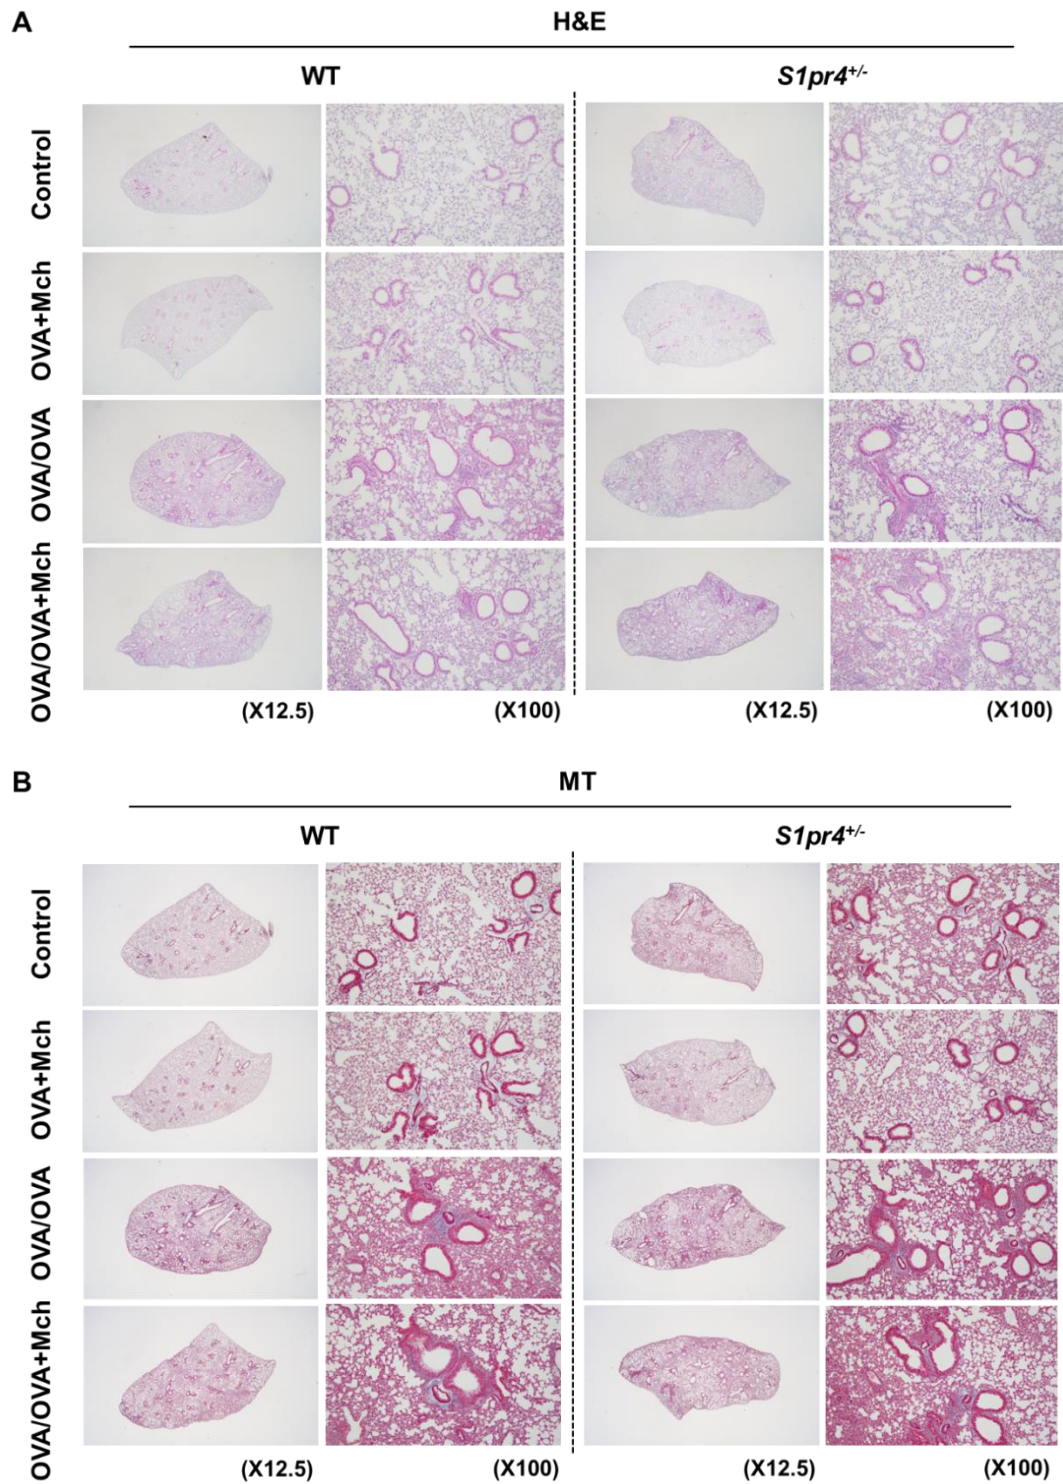 A
H&E
WT S1pr4+/-
Control
OVA+Mch
OVA/OVA
OVA/OVA+Mch
(X12.5) (X100) (X12.5) (X100)
B
MT
WT S1pr4+/-
Control
OVA+Mch
OVA/OVA
OVA/OVA+Mch
(X12.5) (X100) (X12.5) (X100)